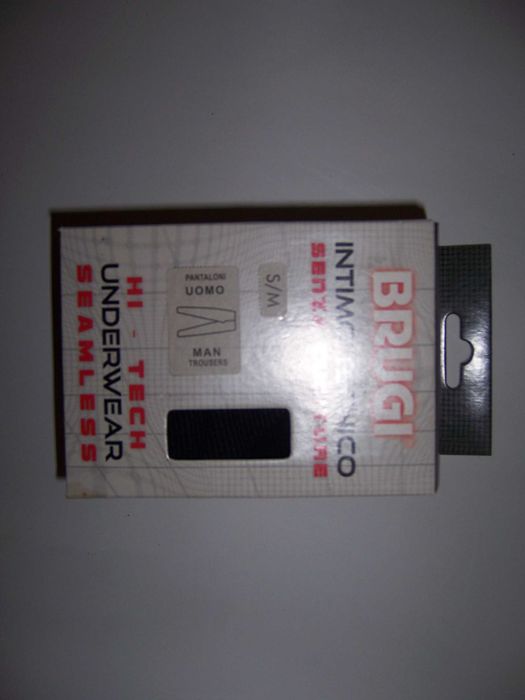 BRUGI
INTIMO
S/M
PANTALONI
UOMO
MAN
TROUSERS
HI - TECH
UNDERWEAR
SEAMLESS